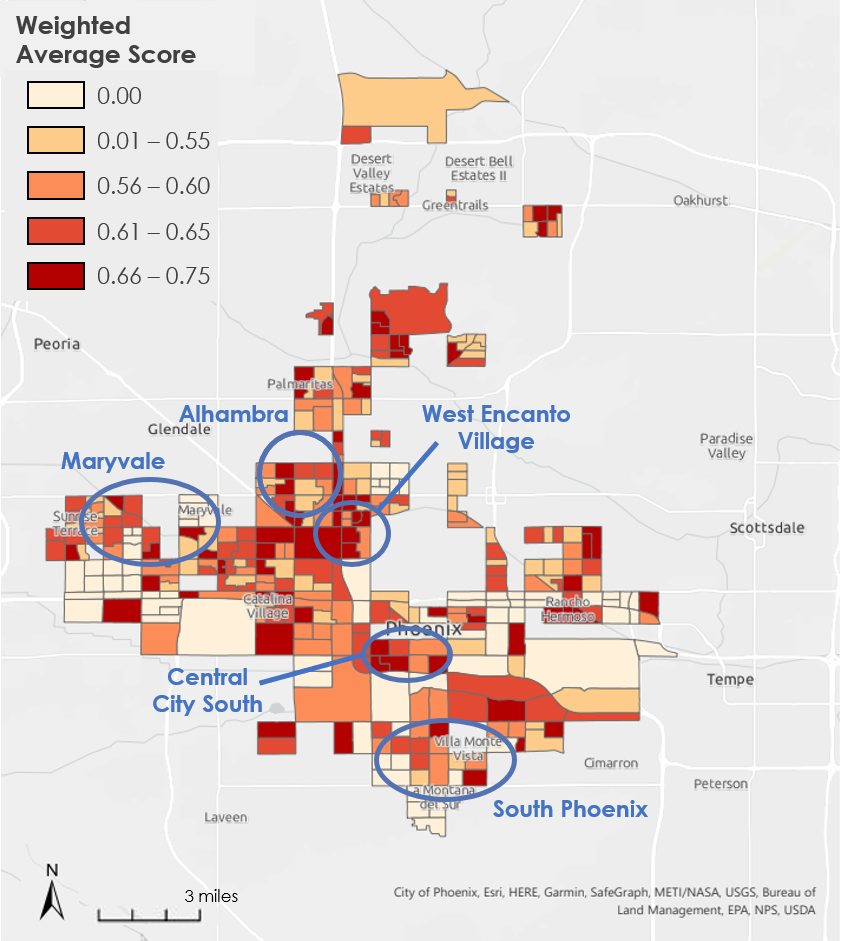 Weighted
Average Score
0.00
0.01 – 0.55
0.56 – 0.60
0.61 – 0.65
0.66 – 0.75
Desert
Valley
Estates
Desert Bell
Estates II
Greentrails
Oakhurst
Peoria
Palmaritas
Alhambra
West Encanto
Village
Glendale
Paradise
Valley
Maryvale
Maryvale
Sunrise
Terrace
Scottsdale
Catalina
Village
Rancho
Hermoso
Phoenix
Central
City South
Tempe
Villa Monte
Vista
Cimarron
Peterson
La Montana
del Sur
South Phoenix
Laveen
N
3 miles
City of Phoenix, Esri, HERE, Garmin, SafeGraph, METI/NASA, USGS, Bureau of
Land Management, EPA, NPS, USDA